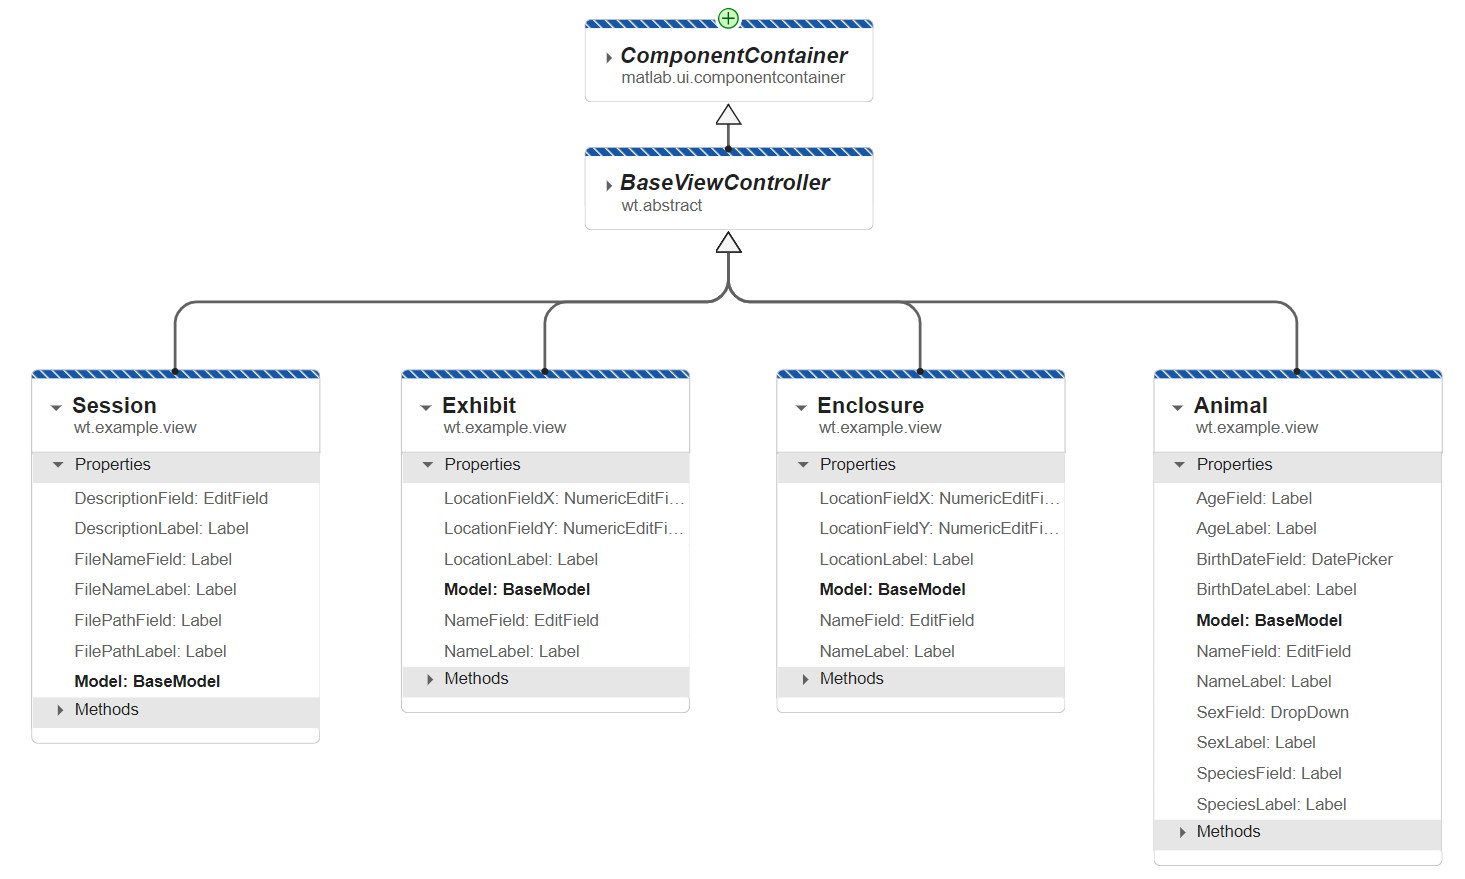 ComponentContainer
matlab.ui.componentcontainer
BaseViewController
wt.abstract
Session
wt.example.view
Properties
DescriptionField: EditField
DescriptionLabel: Label
FileNameField: Label
FileNameLabel: Label
FilePathField: Label
FilePathLabel: Label
Model: BaseModel
Methods
Exhibit
wt.example.view
Properties
LocationFieldX: NumericEditFi...
LocationFieldY: NumericEditFi...
LocationLabel: Label
Model: BaseModel
NameField: EditField
NameLabel: Label
Methods
Enclosure
wt.example.view
Properties
LocationFieldX: NumericEditFi...
LocationFieldY: NumericEditFi...
LocationLabel: Label
Model: BaseModel
NameField: EditField
NameLabel: Label
Methods
Animal
wt.example.view
Properties
AgeField: Label
AgeLabel: Label
BirthDateField: DatePicker
BirthDateLabel: Label
Model: BaseModel
NameField: EditField
NameLabel: Label
SexField: DropDown
SexLabel: Label
SpeciesField: Label
SpeciesLabel: Label
Methods